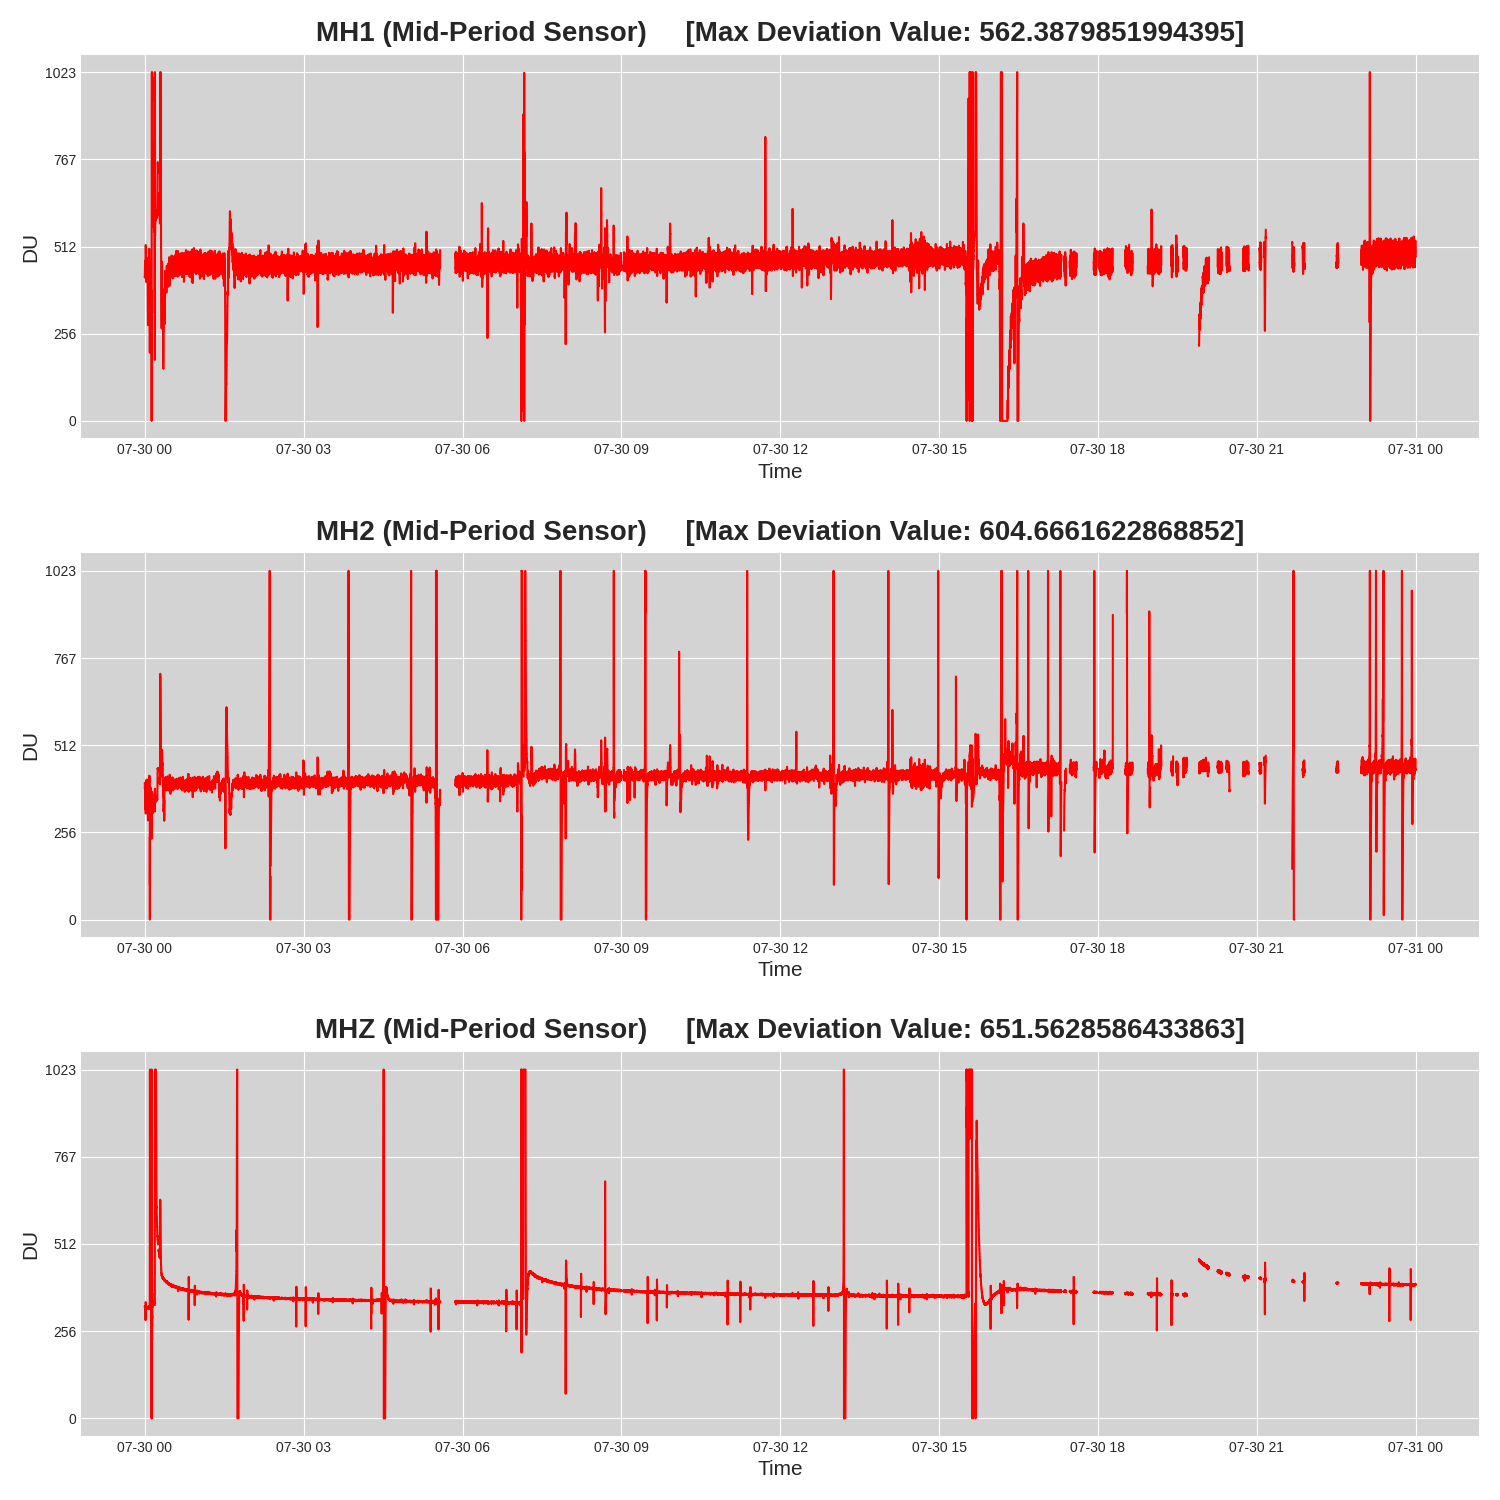 MH1 (Mid-Period Sensor)     [Max Deviation Value: 562.3879851994395]
1023
767
512
256
0
DU
07-30 00 07-30 03 07-30 06 07-30 09 07-30 12 07-30 15 07-30 18 07-30 21 07-31 00
Time
MH2 (Mid-Period Sensor)     [Max Deviation Value: 604.6661622868852]
1023
767
512
256
0
DU
07-30 00 07-30 03 07-30 06 07-30 09 07-30 12 07-30 15 07-30 18 07-30 21 07-31 00
Time
MHZ (Mid-Period Sensor)     [Max Deviation Value: 651.5628586433863]
1023
767
512
256
0
DU
07-30 00 07-30 03 07-30 06 07-30 09 07-30 12 07-30 15 07-30 18 07-30 21 07-31 00
Time